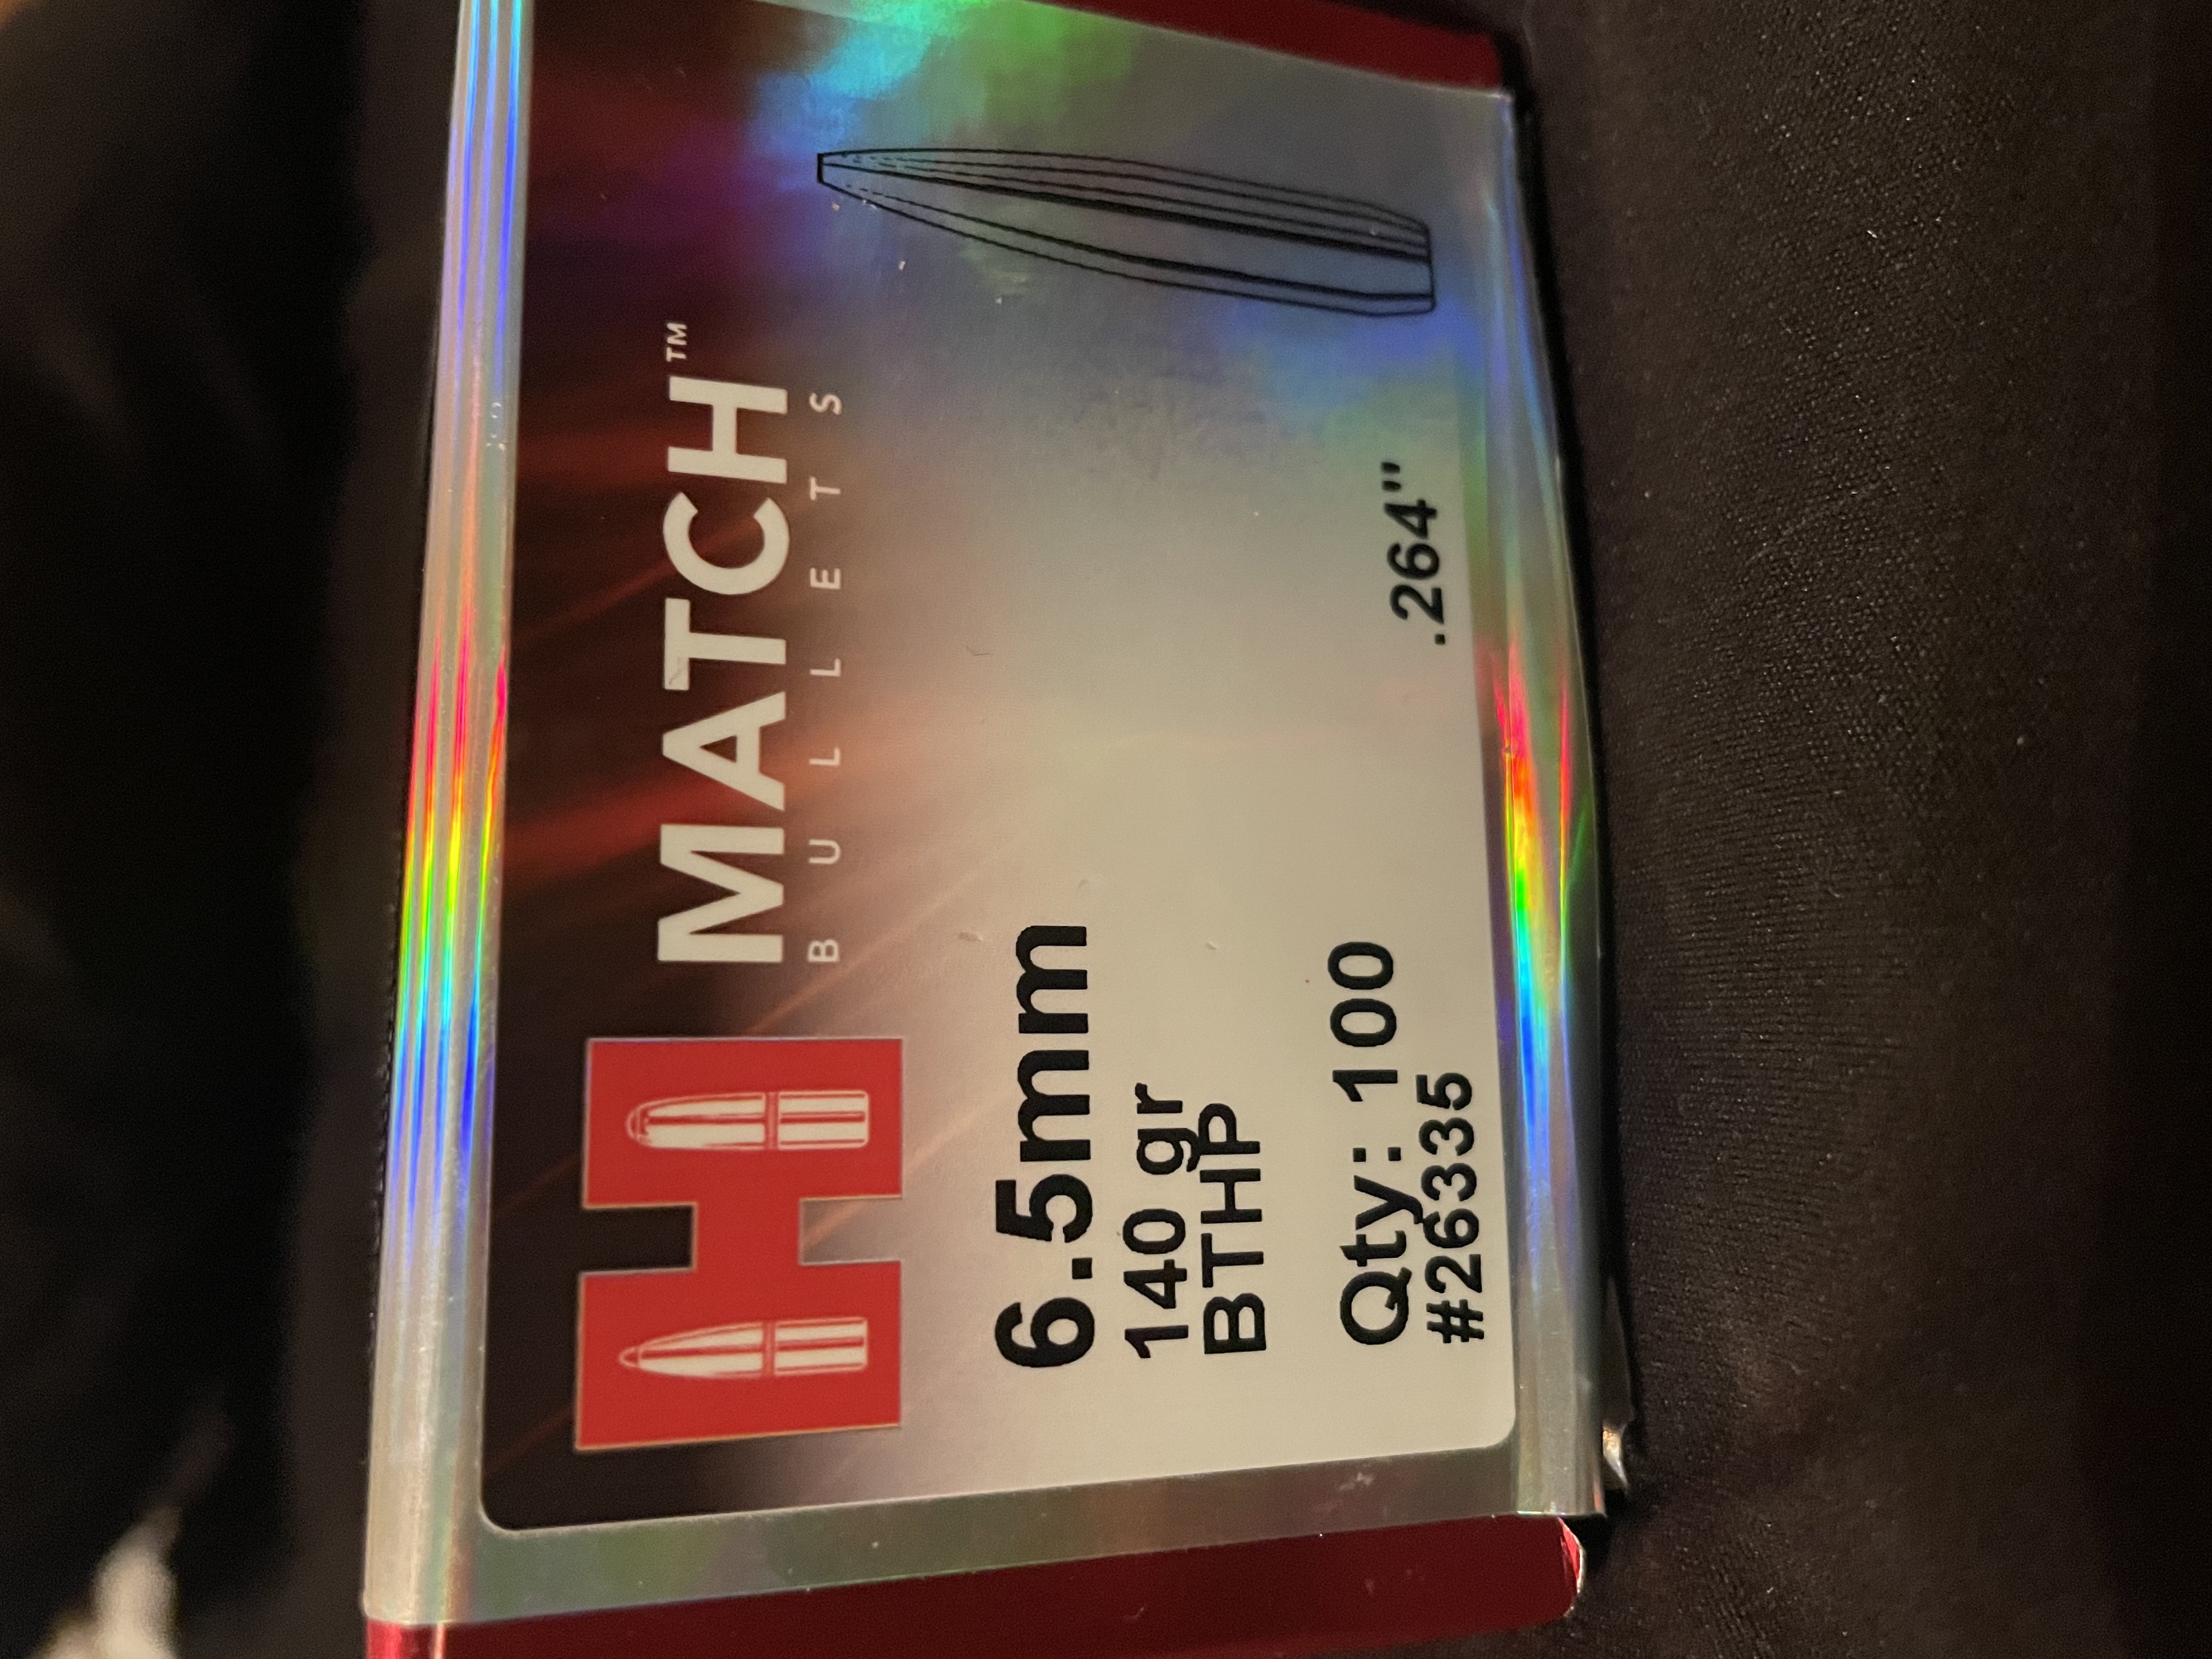 H MATCH™
BULLETS
6.5mm
140 gr
BTHP
Qty: 100
#26335 .264"